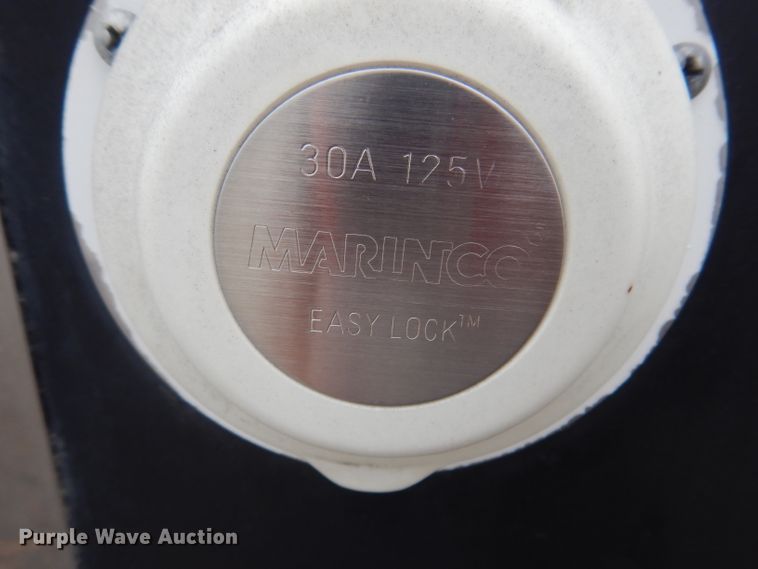 30A 125V
MARINCO®
EASY LOCK™
Purple Wave Auction